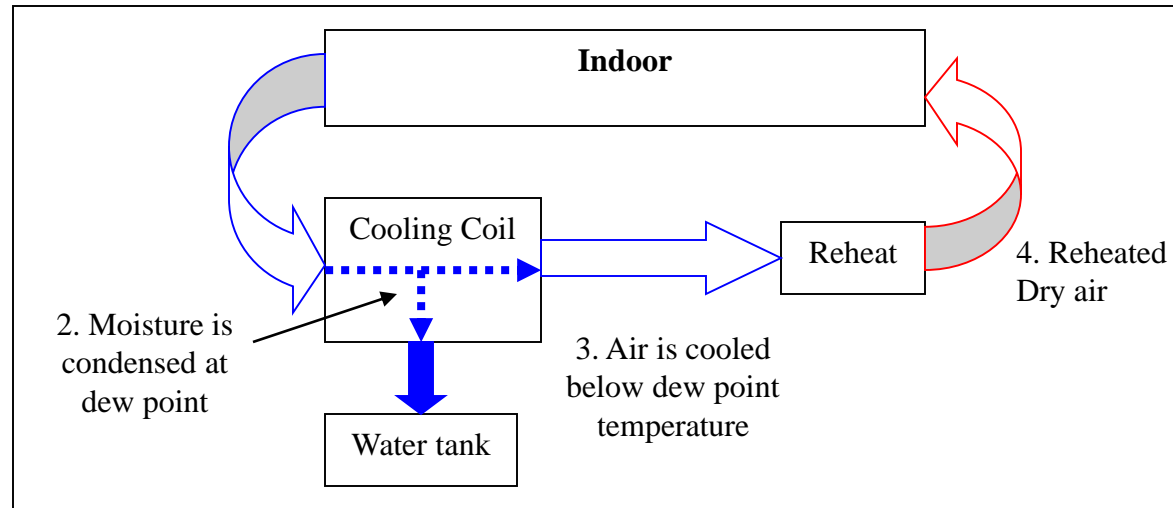 Indoor
Cooling Coil
Reheat
4. Reheated
Dry air
2. Moisture is
condensed at
dew point
3. Air is cooled
below dew point
temperature
Water tank